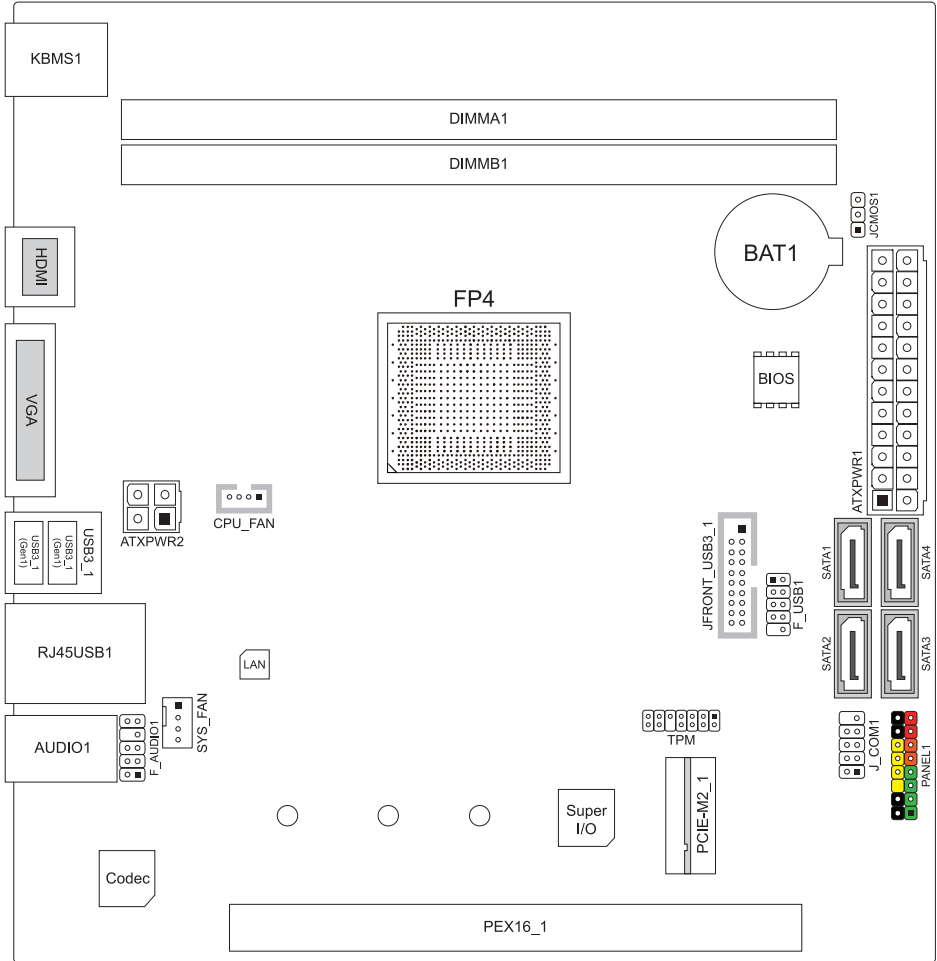 KBMS1
DIMMA1
DIMMB1
JCMOS1
HDMI
BAT1
FP4
BIOS
VGA
ATXPWR1
CPU_FAN
ATXPWR2
USB3_1
USB3_1
(Gen1)
USB3_1
(Gen1)
JFRONT_USB3_1
F_USB1
SATA1
SATA4
SATA2
SATA3
RJ45USB1
LAN
SYS_FAN
F_AUDIO1
AUDIO1
TPM
J_COM1
PANEL1
Super
I/O
PCIE-M2_1
Codec
PEX16_1